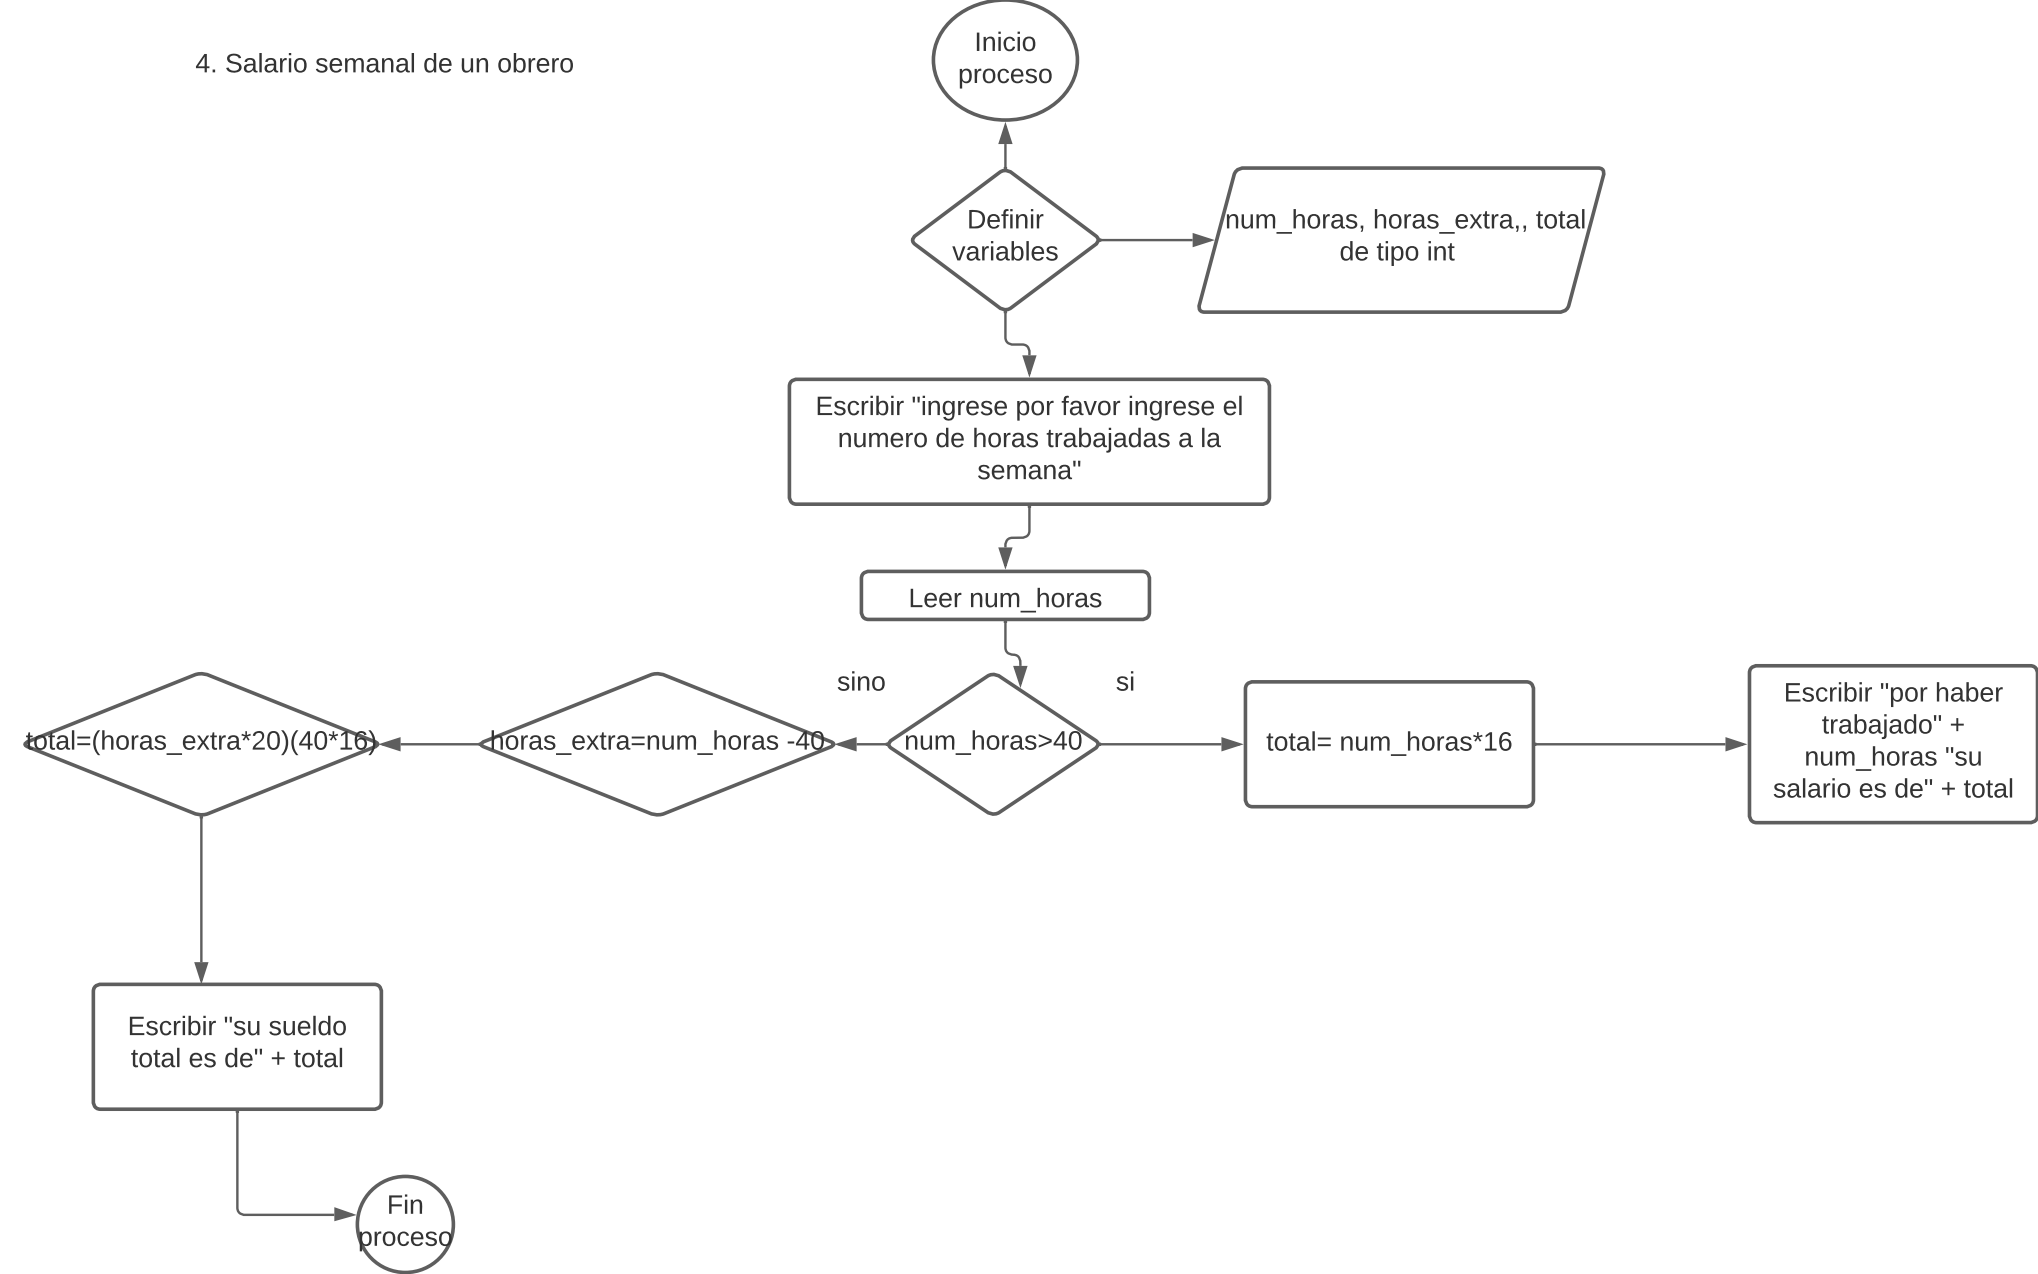 4. Salario semanal de un obrero
Inicio
proceso
Definir
variables
num_horas, horas_extra,, total
de tipo int
Escribir "ingrese por favor ingrese el
numero de horas trabajadas a la
semana"
Leer num_horas
sino
si
total=(horas_extra*20)(40*16)
horas_extra=num_horas -40
num_horas>40
total= num_horas*16
Escribir "por haber
trabajado" +
num_horas "su
salario es de" + total
Escribir "su sueldo
total es de" + total
Fin
proceso